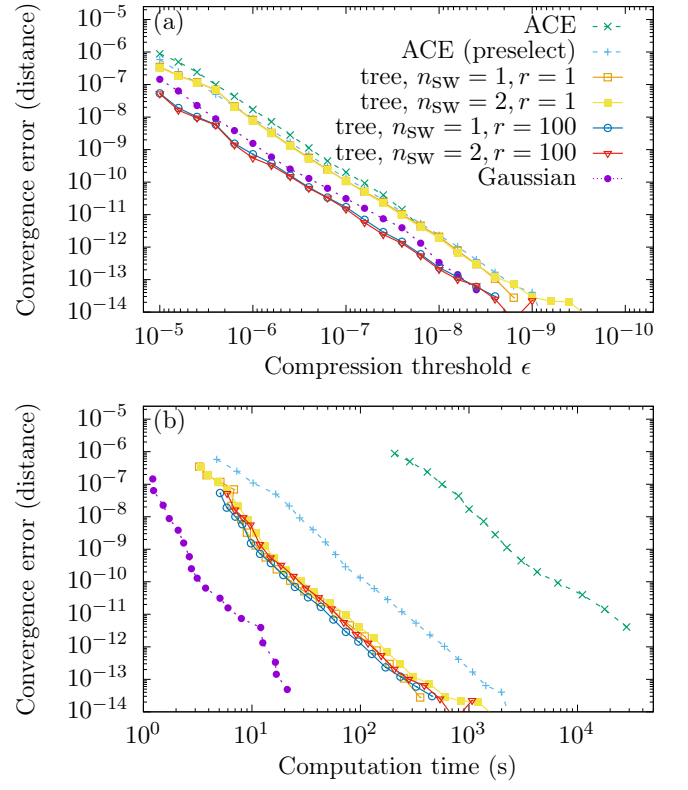 (a)
ACE
ACE (preselect)
tree, n_sw = 1, r = 1
tree, n_sw = 2, r = 1
tree, n_sw = 1, r = 100
tree, n_sw = 2, r = 100
Gaussian
Convergence error (distance)
10^-5
10^-6
10^-7
10^-8
10^-9
10^-10
10^-11
10^-12
10^-13
10^-14
10^-5 10^-6 10^-7 10^-8 10^-9 10^-10
Compression threshold ϵ
(b)
Convergence error (distance)
10^-5
10^-6
10^-7
10^-8
10^-9
10^-10
10^-11
10^-12
10^-13
10^-14
10^0 10^1 10^2 10^3 10^4
Computation time (s)